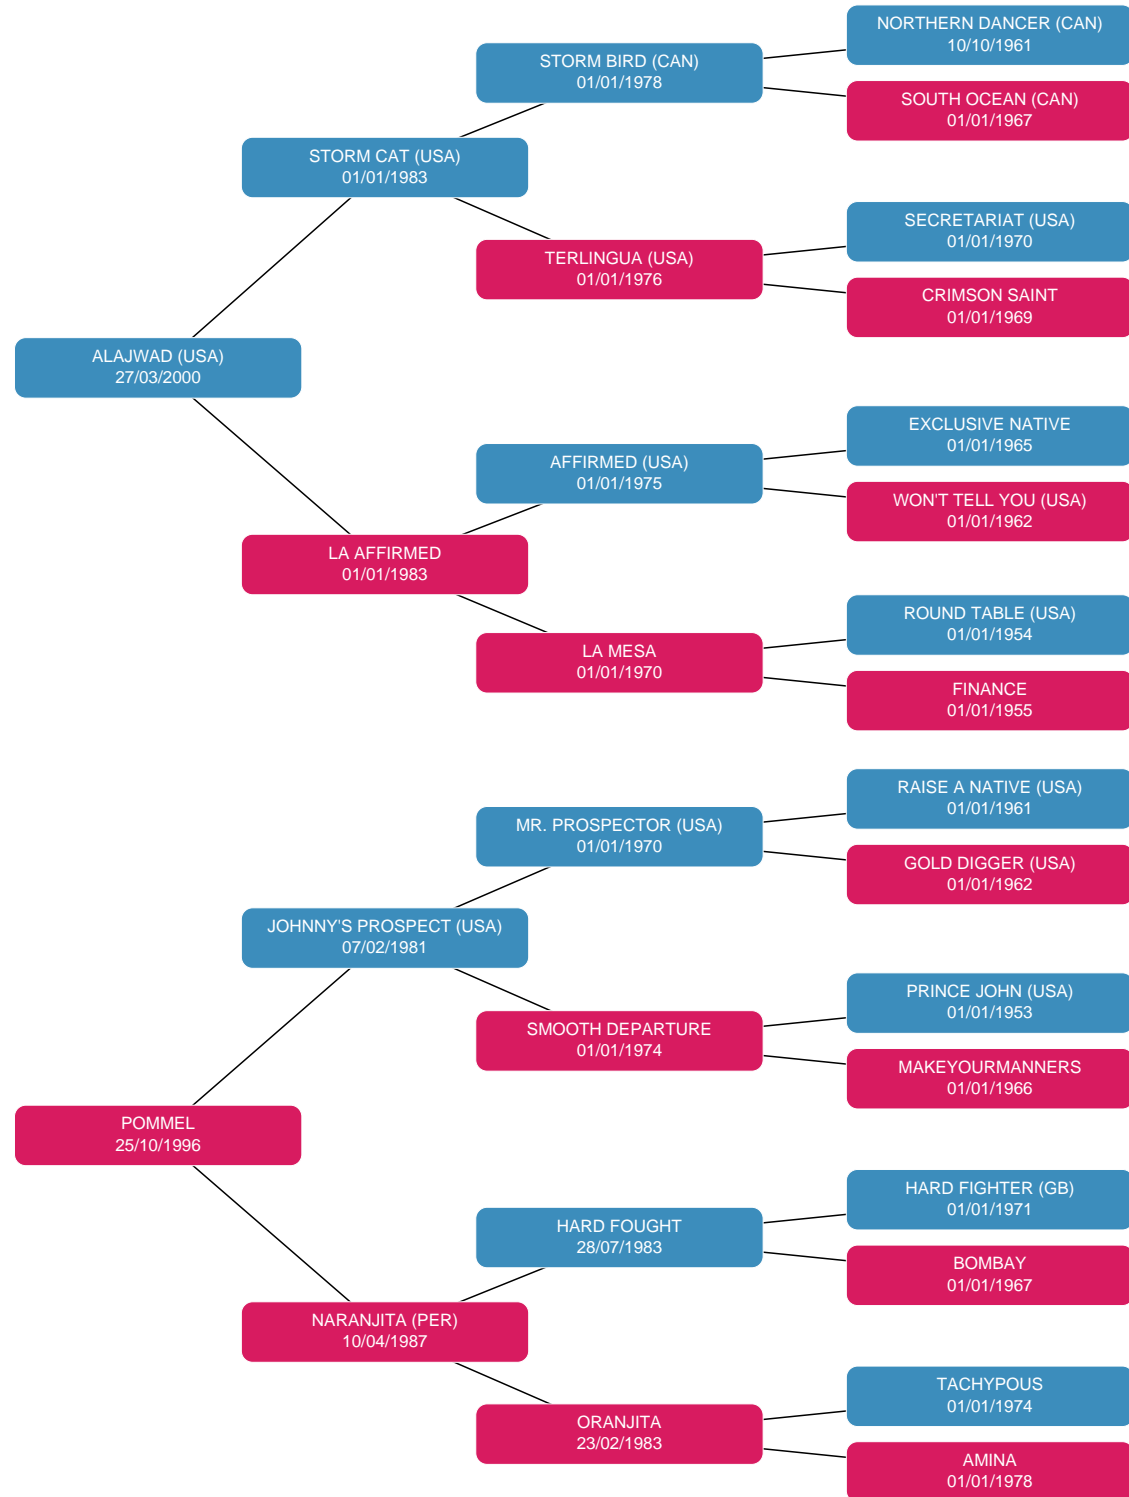 NORTHERN DANCER (CAN)
10/10/1961
STORM BIRD (CAN)
01/01/1978
SOUTH OCEAN (CAN)
01/01/1967
STORM CAT (USA)
01/01/1983
SECRETARIAT (USA)
01/01/1970
TERLINGUA (USA)
01/01/1976
CRIMSON SAINT
01/01/1969
ALAJWAD (USA)
27/03/2000
EXCLUSIVE NATIVE
01/01/1965
AFFIRMED (USA)
01/01/1975
WON'T TELL YOU (USA)
01/01/1962
LA AFFIRMED
01/01/1983
ROUND TABLE (USA)
01/01/1954
LA MESA
01/01/1970
FINANCE
01/01/1955
RAISE A NATIVE (USA)
01/01/1961
MR. PROSPECTOR (USA)
01/01/1970
GOLD DIGGER (USA)
01/01/1962
JOHNNY'S PROSPECT (USA)
07/02/1981
PRINCE JOHN (USA)
01/01/1953
SMOOTH DEPARTURE
01/01/1974
MAKEYOURMANNERS
01/01/1966
POMMEL
25/10/1996
HARD FIGHTER (GB)
01/01/1971
HARD FOUGHT
28/07/1983
BOMBAY
01/01/1967
NARANJITA (PER)
10/04/1987
TACHYPOUS
01/01/1974
ORANJITA
23/02/1983
AMINA
01/01/1978